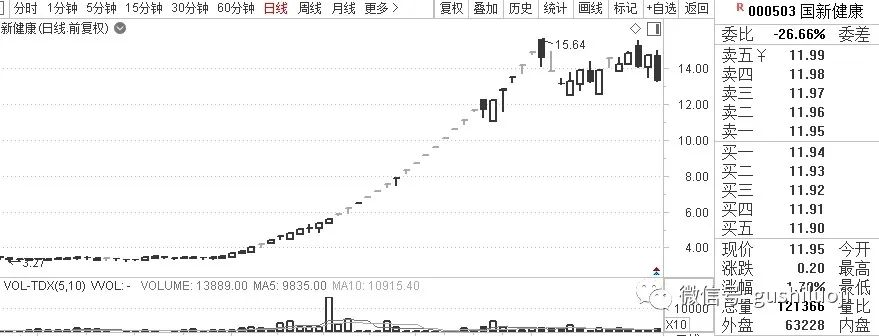 分时 1分钟 5分钟 15分钟 30分钟 60分钟 日线 周线 月线 更多 > 复权 叠加 历史 统计 画线 标记 +自选 返回
R 000503 国新健康
新健康(日线.前复权)
委比 -26.66% 委差
15.64
卖五 ¥ 11.99
14.00
卖四 11.98
卖三 11.97
12.00
卖二 11.96
卖一 11.95
10.00
买一 11.94
8.00
买二 11.93
买三 11.92
6.00
买四 11.91
买五 11.90
4.00
3.27
现价 11.95 今开
涨跌 0.20 最高
涨幅 1.70% 最低
VOL-TDX(5,10) VVOL: - VOLUME: 13889.00 MA5: 9835.00 MA10: 10915.40
总量 121366 量比
10000
X10
外盘 63228 内盘